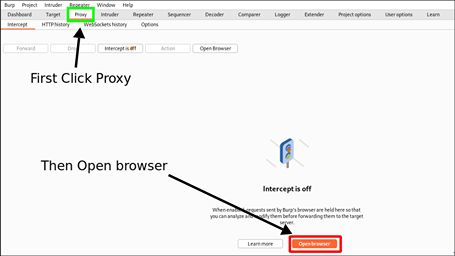 Burp Project Intruder Repeater Window Help
Dashboard Target Proxy Intruder Repeater Sequencer Decoder Comparer Logger Extender Project options User options Learn
Intercept HTTP history WebSockets history Options
Forward Intercept is off Action Open Browser
First Click Proxy
Then Open browser
Intercept is off
When enabled, requests sent by Burp's browser are held here so that
you can analyze and modify them before forwarding them to the target
server.
Learn more Open browser